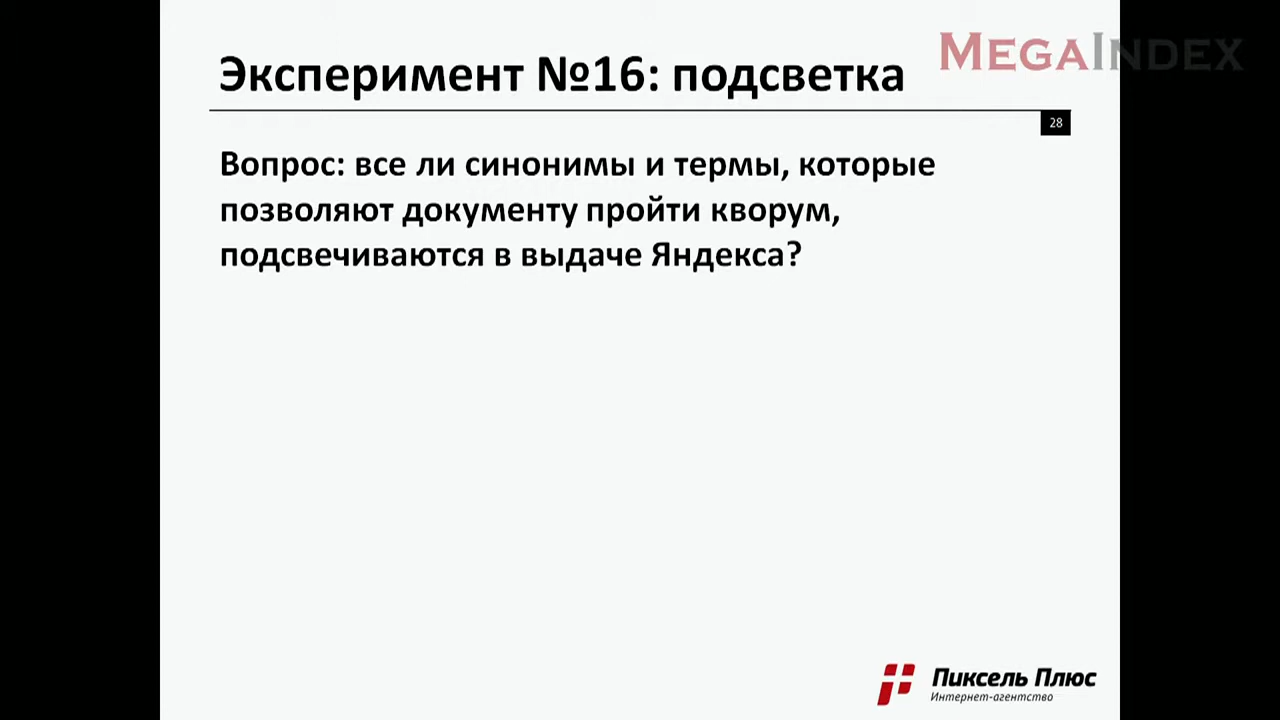 MEGAINDEX
Эксперимент №16: подсветка
28
Вопрос: все ли синонимы и термы, которые
позволяют документу пройти кворум,
подсвечиваются в выдаче Яндекса?
Пиксель Плюс
Интернет-агентство